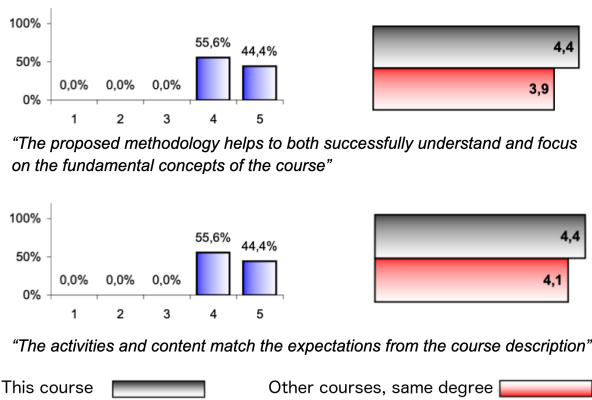 100%
50%
0%
0,0% 0,0% 0,0% 55,6% 44,4%
1 2 3 4 5
4,4
3,9
“The proposed methodology helps to both successfully understand and focus
on the fundamental concepts of the course”
100%
50%
0%
0,0% 0,0% 0,0% 55,6% 44,4%
1 2 3 4 5
4,4
4,1
“The activities and content match the expectations from the course description”
This course Other courses, same degree